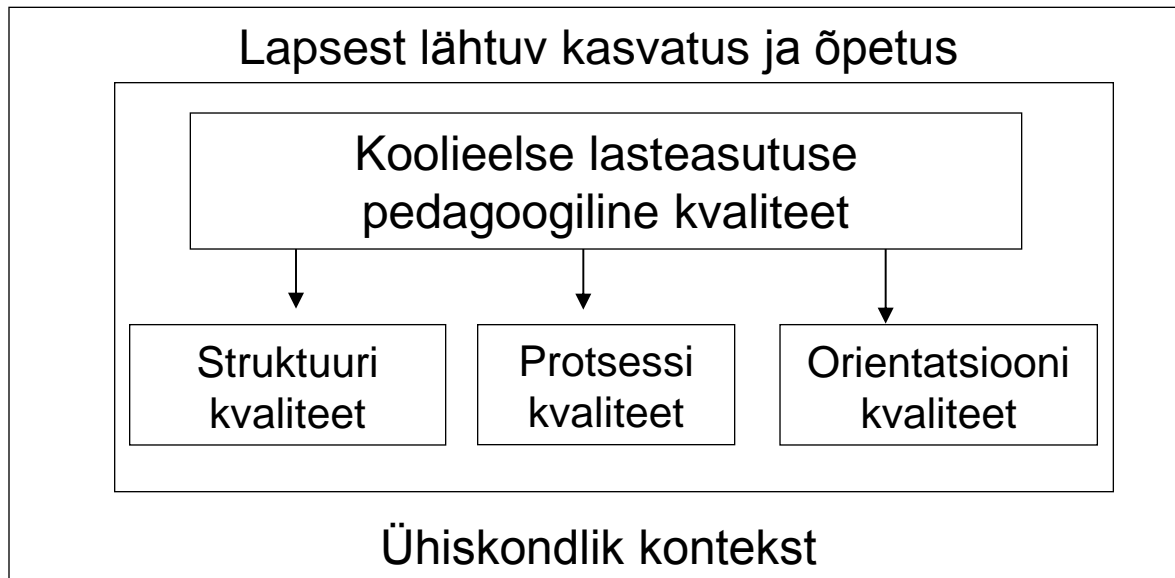 Lapsest lähtuv kasvatus ja õpetus
Koolieelse lasteasutuse
pedagoogiline kvaliteet
Struktuuri
kvaliteet
Protsessi
kvaliteet
Orientatsiooni
kvaliteet
Ühiskondlik kontekst